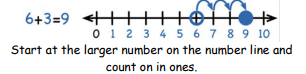 6+3=9
0 1 2 3 4 5 6 7 8 9 10
Start at the larger number on the number line and
count on in ones.